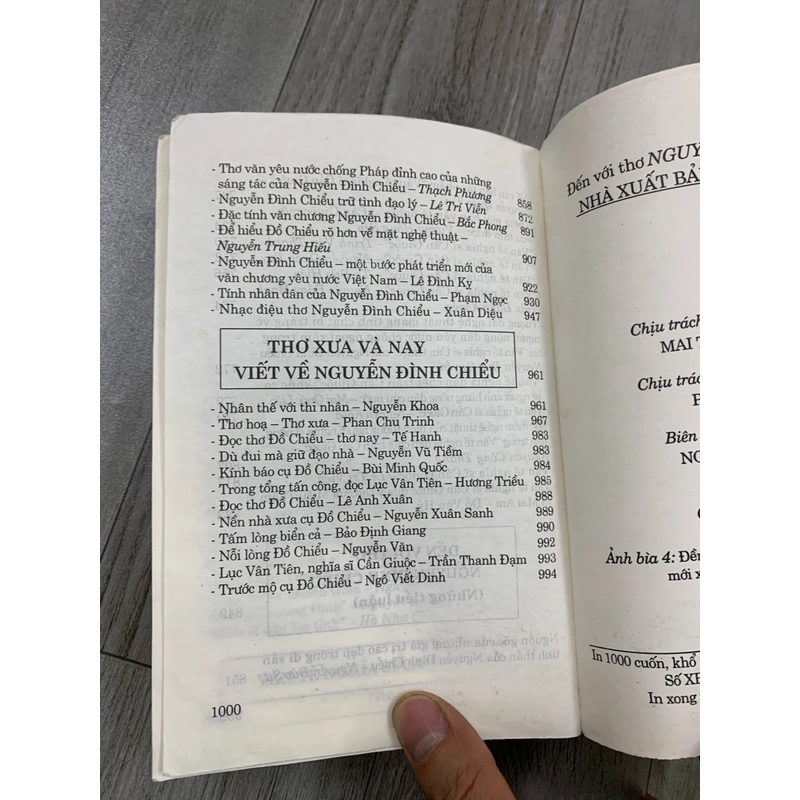 - Thơ văn yêu nước chống Pháp đỉnh cao của những
sáng tác của Nguyễn Đình Chiểu – Thạch Phương 858
- Nguyễn Đình Chiểu trữ tình đạo lý – Lê Trí Viễn 872
- Đặc tính văn chương Nguyễn Đình Chiểu – Bắc Phong 891
- Để hiểu Đồ Chiểu rõ hơn về mặt nghệ thuật –
Nguyễn Trung Hiếu 907
- Nguyễn Đình Chiểu – một bước phát triển mới của
văn chương yêu nước Việt Nam – Lê Đình Kỵ 922
- Tính nhân dân của Nguyễn Đình Chiểu – Phạm Ngọc 930
- Nhạc điệu thơ Nguyễn Đình Chiểu – Xuân Diệu 947
THƠ XƯA VÀ NAY
VIẾT VỀ NGUYỄN ĐÌNH CHIỂU 961
- Nhân thế với thi nhân – Nguyễn Khoa 961
- Thơ hoạ – Thơ xưa – Phan Chu Trinh 967
- Đọc thơ Đồ Chiểu – thơ nay – Tế Hanh 983
- Dù đui mà giữ đạo nhà – Nguyễn Vũ Tiềm 983
- Kính báo cụ Đồ Chiểu – Bùi Minh Quốc 984
- Trong tổng tấn công, đọc Lục Vân Tiên – Hương Triều 985
- Đọc thơ Đồ Chiểu – Lê Anh Xuân 988
- Nền nhà xưa cụ Đồ Chiểu – Nguyễn Xuân Sanh 989
- Tấm lòng biển cả – Bảo Định Giang 990
- Nỗi lòng Đồ Chiểu – Nguyễn Văn 992
- Lục Vân Tiên, nghĩa sĩ Cần Giuộc – Trần Thanh Đạm 993
- Trước mộ cụ Đồ Chiểu – Ngô Viết Dinh 994
1000
Đến với thơ NGUY
NHÀ XUẤT BẢ
Chịu trách
MAI T
Chịu trác
Biên
NG
Ảnh bìa 4: Đền
mới x
In 1000 cuốn, khổ
Số XB
In xong